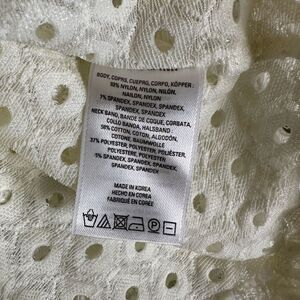 BODY, CORPS, CUERPO, CORPO, KÖPPER:
93% NYLON, NYLON, NILÓN,
NAILON, NYLON
7% SPANDEX, SPANDEX, SPANDEX,
SPANDEX, SPANDEX
NECK BAND, BANDE DE COQUE, CORBATA,
COLLO BANDA, HALSBAND:
58% COTTON, COTON, ALGODÓN,
COTONE, BAUMWOLLE
37% POLYESTER, POLYESTER, POLIÉSTER,
POLIESTERE, POLYESTER
5% SPANDEX, SPANDEX, SPANDEX,
SPANDEX, SPANDEX
MADE IN KOREA
HECHO EN COREA
FABRIQUÉ EN CORÉE
P